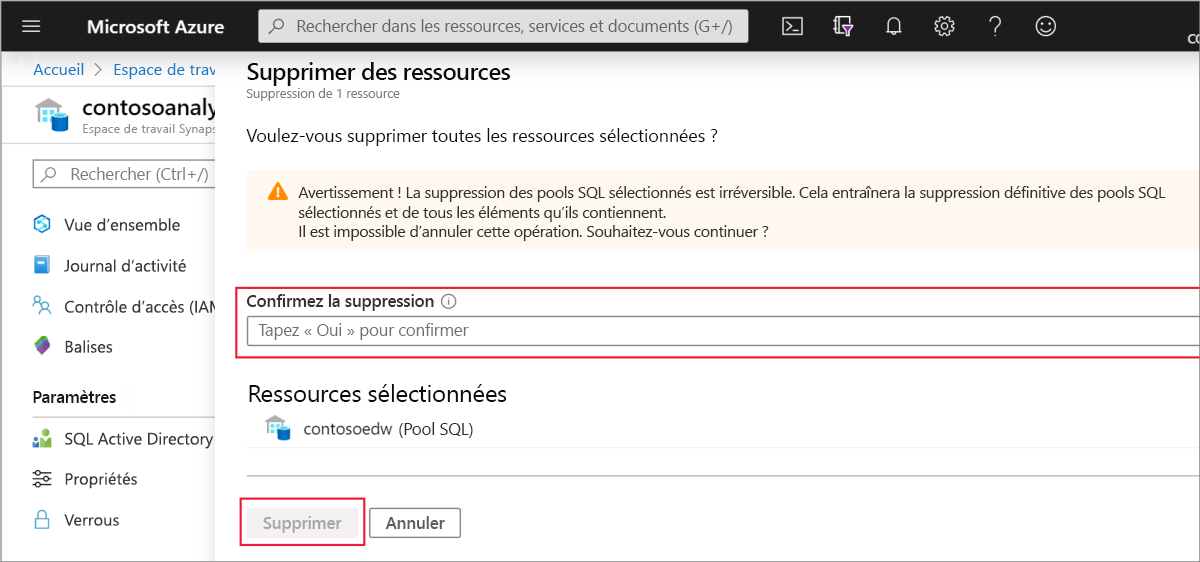 Microsoft Azure
Rechercher dans les ressources, services et documents (G+/)
Accueil > Espace de trav
contosoanaly
Espace de travail Synaps
Rechercher (Ctrl+/)
Vue d'ensemble
Journal d'activité
Contrôle d'accès (IAM
Balises
Paramètres
SQL Active Directory
Propriétés
Verrous
Supprimer des ressources
Suppression de 1 ressource
Voulez-vous supprimer toutes les ressources sélectionnées ?
Avertissement ! La suppression des pools SQL sélectionnés est irréversible. Cela entraînera la suppression définitive des pools SQL
sélectionnés et de tous les éléments qu'ils contiennent.
Il est impossible d'annuler cette opération. Souhaitez-vous continuer ?
Confirmez la suppression
Tapez « Oui » pour confirmer
Ressources sélectionnées
contosoedw (Pool SQL)
Supprimer
Annuler